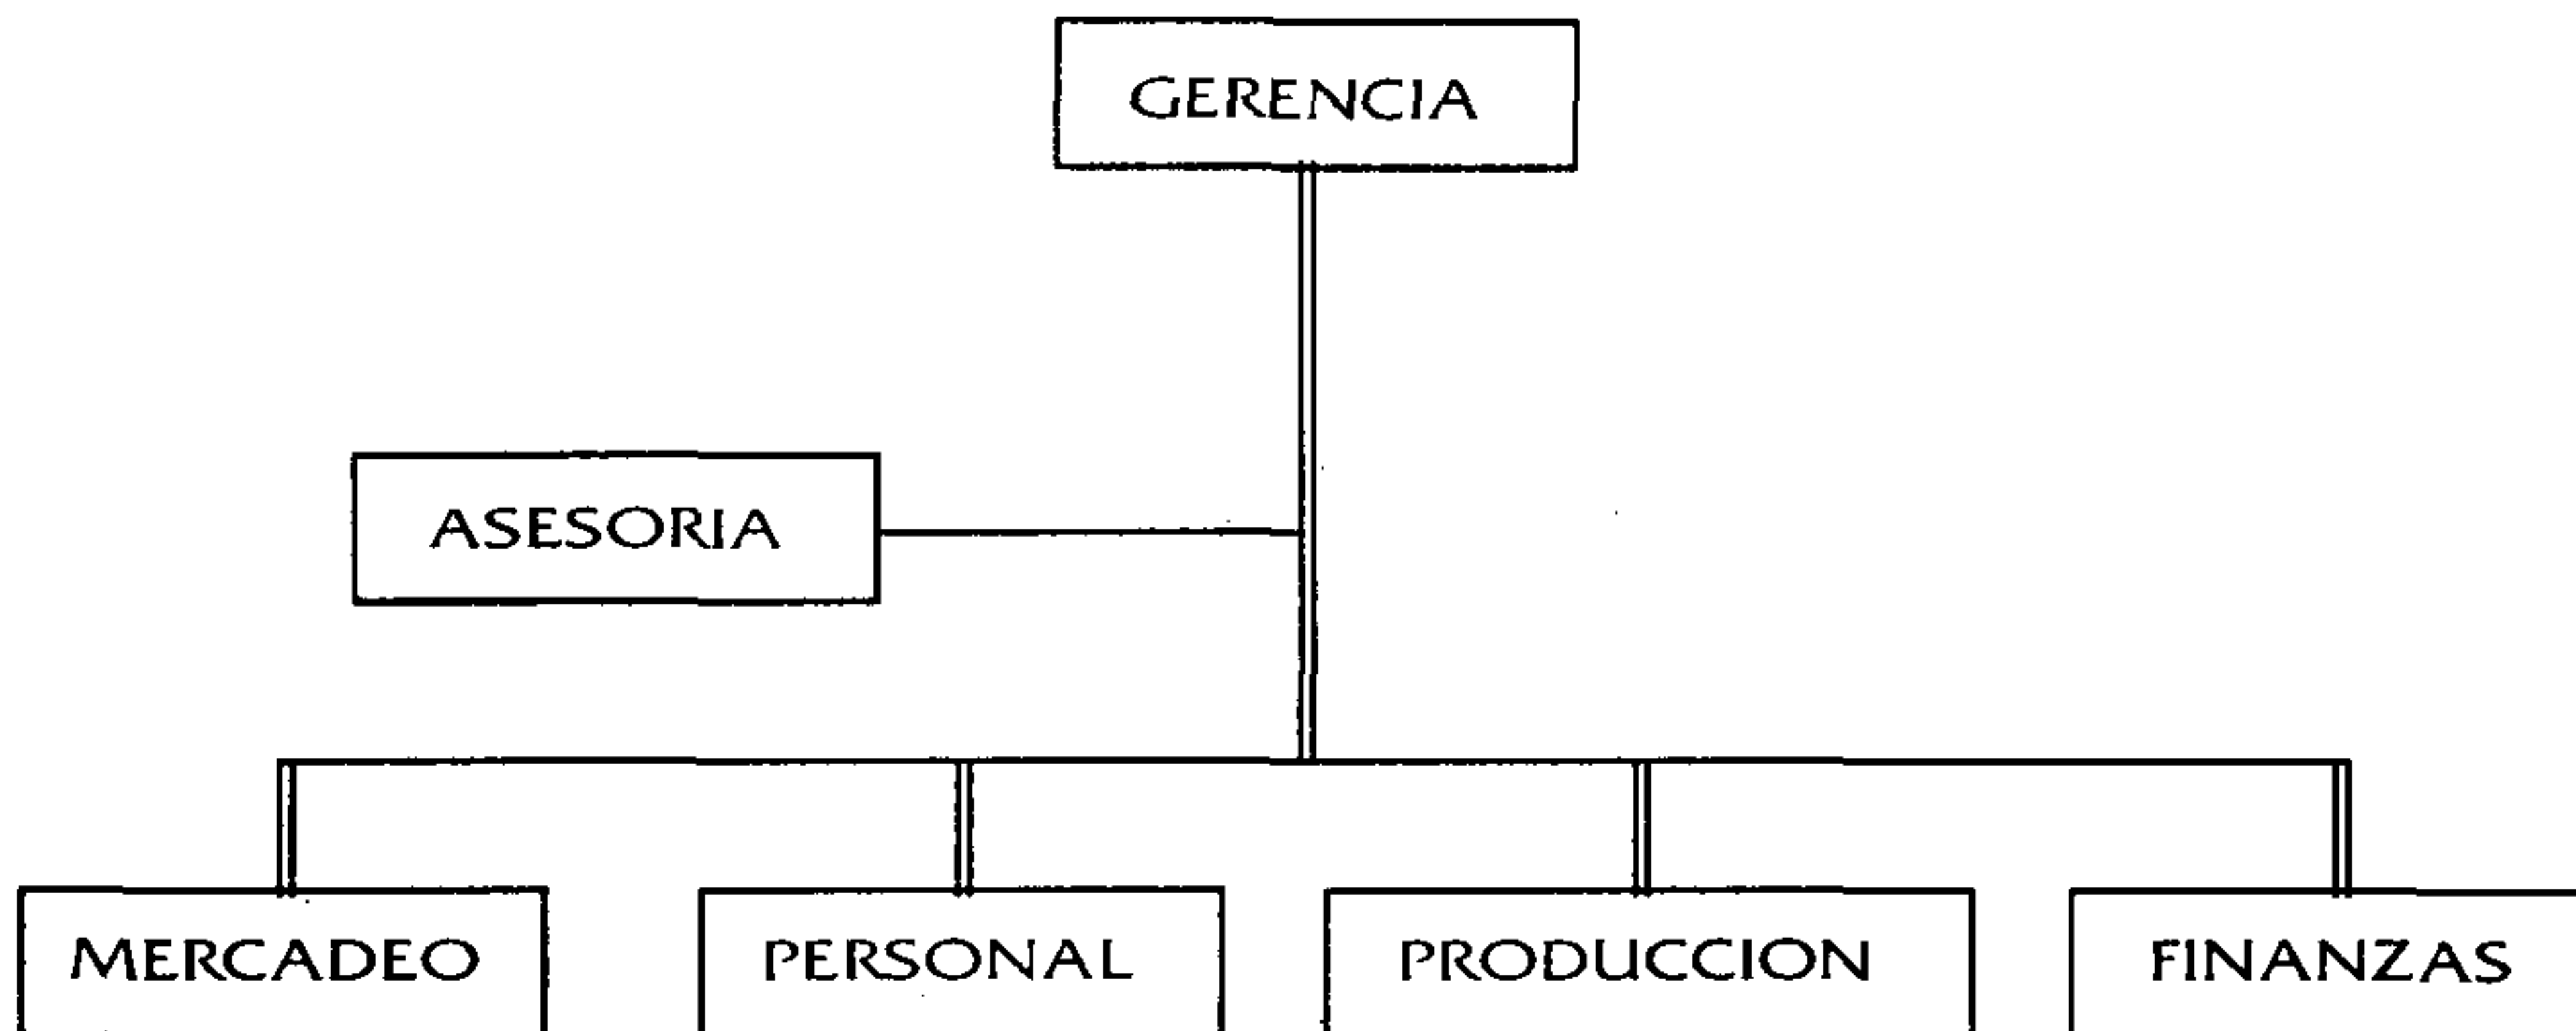 GERENCIA
ASESORIA
MERCADEO
PERSONAL
PRODUCCION
FINANZAS